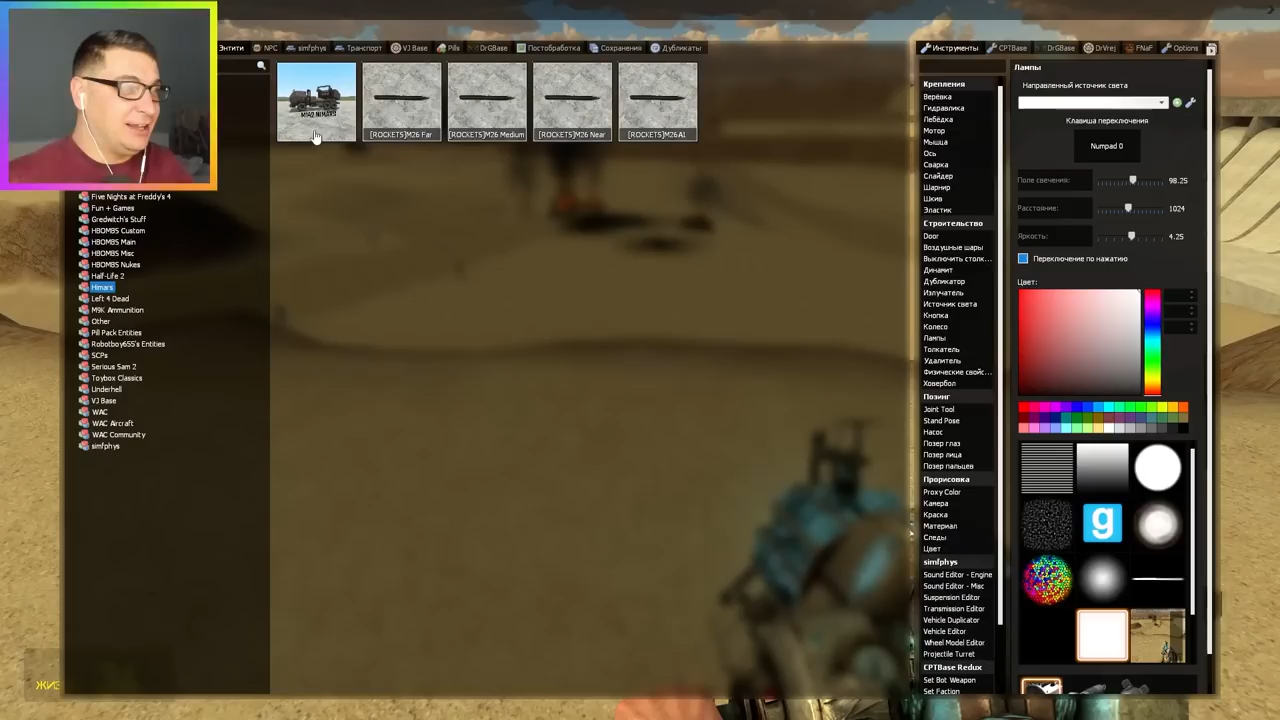 Энтити NPC simfphys Транспорт VJ Base Pills DrGBase Постобработка Сохранения Дубликаты
M142 HIMARS
[ROCKETS]M26 Far
[ROCKETS]M26 Medium
[ROCKETS]M26 Near
[ROCKETS]M26A1
Five Nights at Freddy's 4
Fun + Games
Gredwitch's Stuff
HBOMBS Custom
HBOMBS Main
HBOMBS Misc
HBOMBS Nukes
Half-Life 2
Himars
Left 4 Dead
M9K Ammunition
Other
Pill Pack Entities
Robotboy655's Entities
SCPs
Serious Sam 2
Toybox Classics
Underhell
VJ Base
WAC
WAC Aircraft
WAC Community
simfphys
Инструменты CPTBase DrGBase DrVrej FNaF Options
Крепления
Верёвка
Гидравлика
Лебёдка
Мотор
Мышца
Ось
Сварка
Слайдер
Шарнир
Шкив
Эластик
Строительство
Door
Воздушные шары
Выключить столк...
Динамит
Дубликатор
Излучатель
Источник света
Кнопка
Колесо
Лампы
Толкатель
Удалитель
Физические свойс...
Ховербол
Позинг
Joint Tool
Stand Pose
Насос
Позер глаз
Позер лица
Позер пальцев
Прорисовка
Proxy Color
Камера
Краска
Материал
Следы
Цвет
simfphys
Sound Editor - Engine
Sound Editor - Misc
Suspension Editor
Transmission Editor
Vehicle Duplicator
Vehicle Editor
Wheel Model Editor
Projectile Turret
CPTBase Redux
Set Bot Weapon
Set Faction
Лампы
Направленный источник света
Клавиша переключения
Numpad 0
Поле свечения: 98.25
Расстояние: 1024
Яркость: 4.25
Переключение по нажатию
Цвет:
g